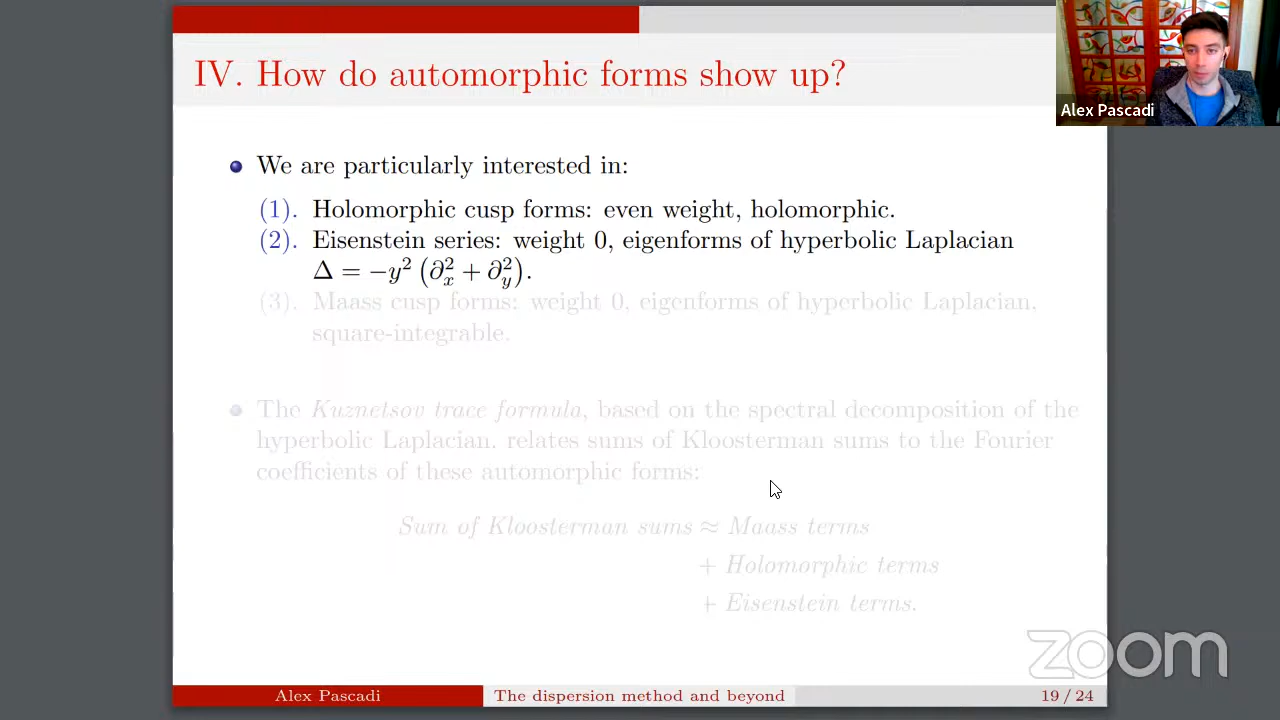 IV. How do automorphic forms show up?
Alex Pascadi
We are particularly interested in:
(1). Holomorphic cusp forms: even weight, holomorphic.
(2). Eisenstein series: weight 0, eigenforms of hyperbolic Laplacian
Δ = −y² (∂²ₓ + ∂²ᵧ).
(3). Maass cusp forms: weight 0, eigenforms of hyperbolic Laplacian,
square-integrable.
The Kuznetsov trace formula, based on the spectral decomposition of the
hyperbolic Laplacian, relates sums of Kloosterman sums to the Fourier
coefficients of these automorphic forms:
Sum of Kloosterman sums ≈ Maass terms
+ Holomorphic terms
+ Eisenstein terms.
zoom
Alex Pascadi The dispersion method and beyond 19 / 24